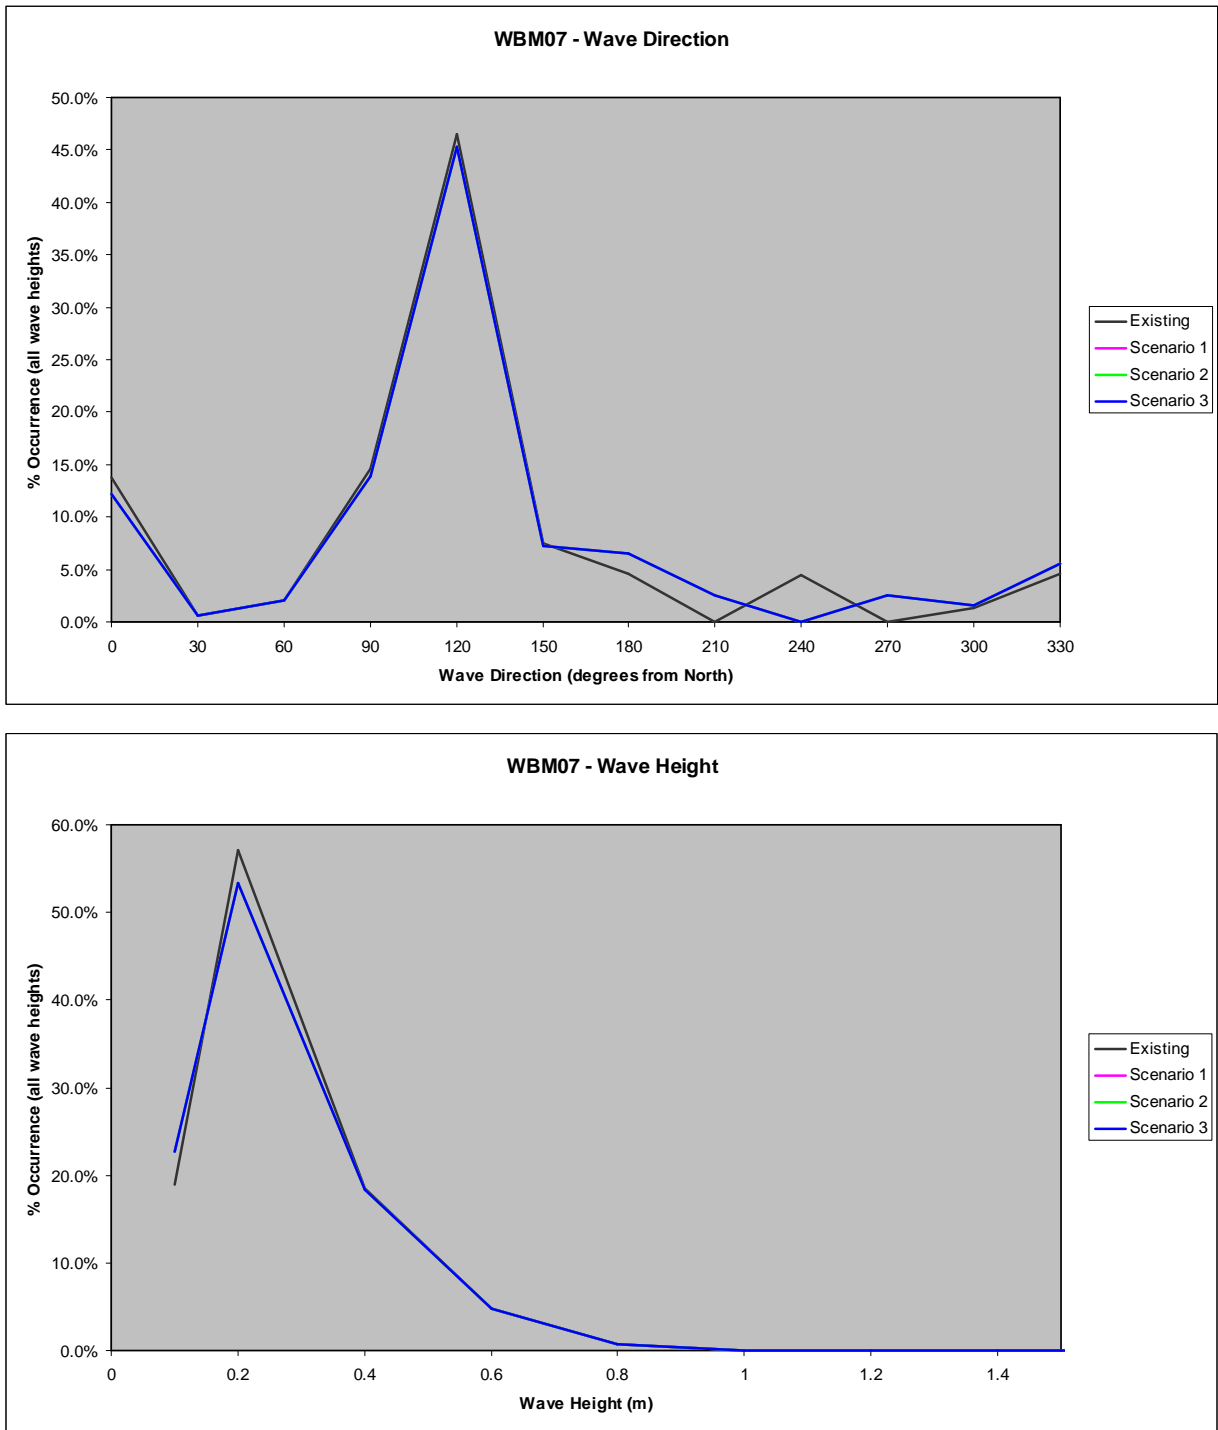 WBM07 - Wave Direction
50.0%
45.0%
40.0%
35.0%
30.0%
25.0%
20.0%
15.0%
10.0%
5.0%
0.0%
% Occurrence (all wave heights)
0 30 60 90 120 150 180 210 240 270 300 330
Wave Direction (degrees from North)
Existing
Scenario 1
Scenario 2
Scenario 3
WBM07 - Wave Height
60.0%
50.0%
40.0%
30.0%
20.0%
10.0%
0.0%
% Occurrence (all wave heights)
0 0.2 0.4 0.6 0.8 1 1.2 1.4
Wave Height (m)
Existing
Scenario 1
Scenario 2
Scenario 3